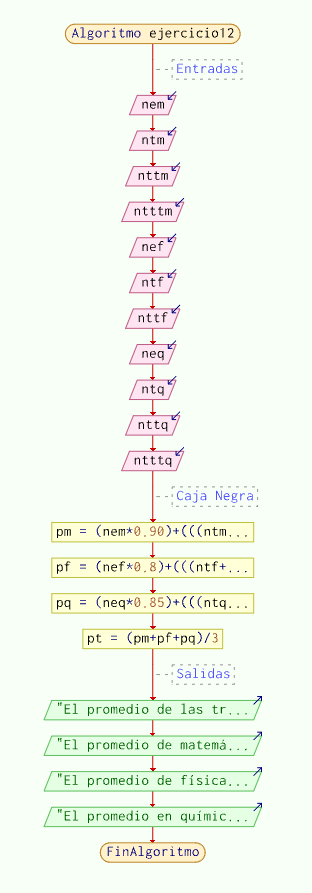 Algoritmo ejercicio12
Entradas
nem
ntm
nttm
ntttm
nef
ntf
nttf
neq
ntq
nttq
ntttq
Caja Negra
pm = (nem*0.90)+(((ntm...
pf = (nef*0.8)+(((ntf+...
pq = (neq*0.85)+(((ntq...
pt = (pm+pf+pq)/3
Salidas
"El promedio de las tr...
"El promedio de matemá...
"El promedio de física...
"El promedio en químic...
FinAlgoritmo